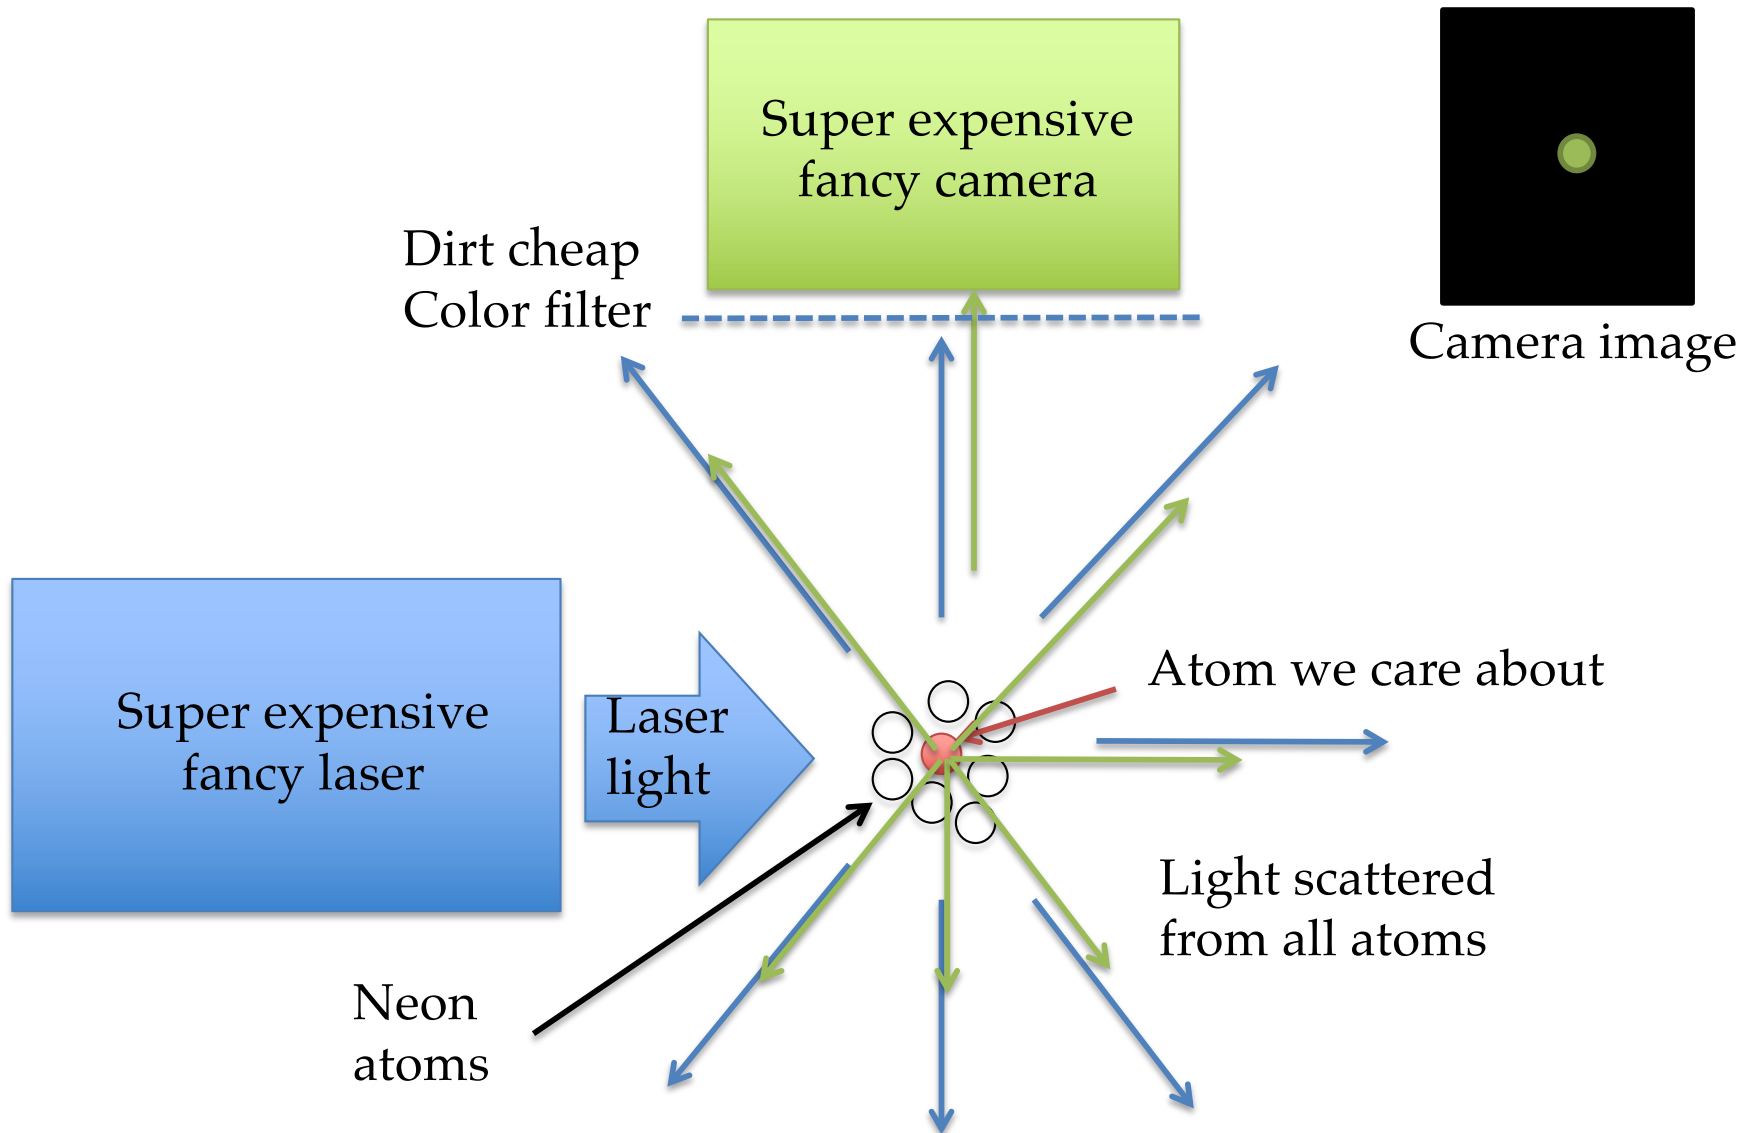 Super expensive
fancy camera
Dirt cheap
Color filter
Camera image
Super expensive
fancy laser
Laser
light
Atom we care about
Light scattered
from all atoms
Neon
atoms